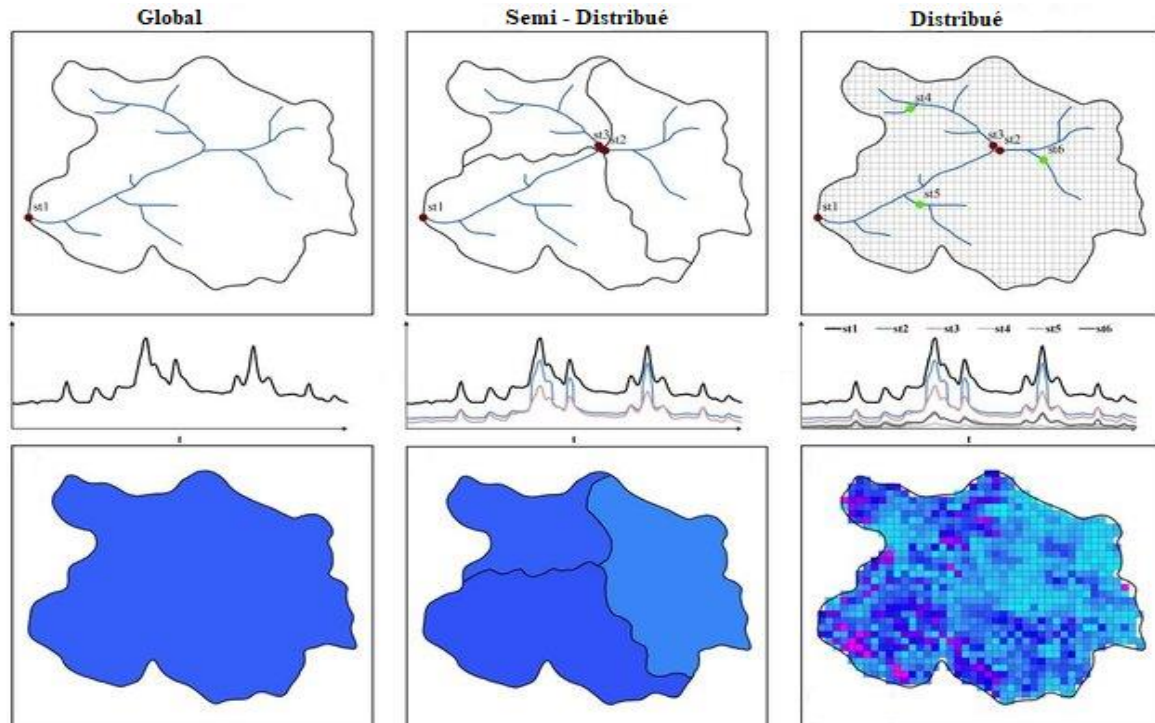 Global
Semi - Distribué
Distribué
st1
st3
st2
st1
st4
st3
st2
st6
st5
st1
st1 st2 st3 st4 st5 st6
t
t
t